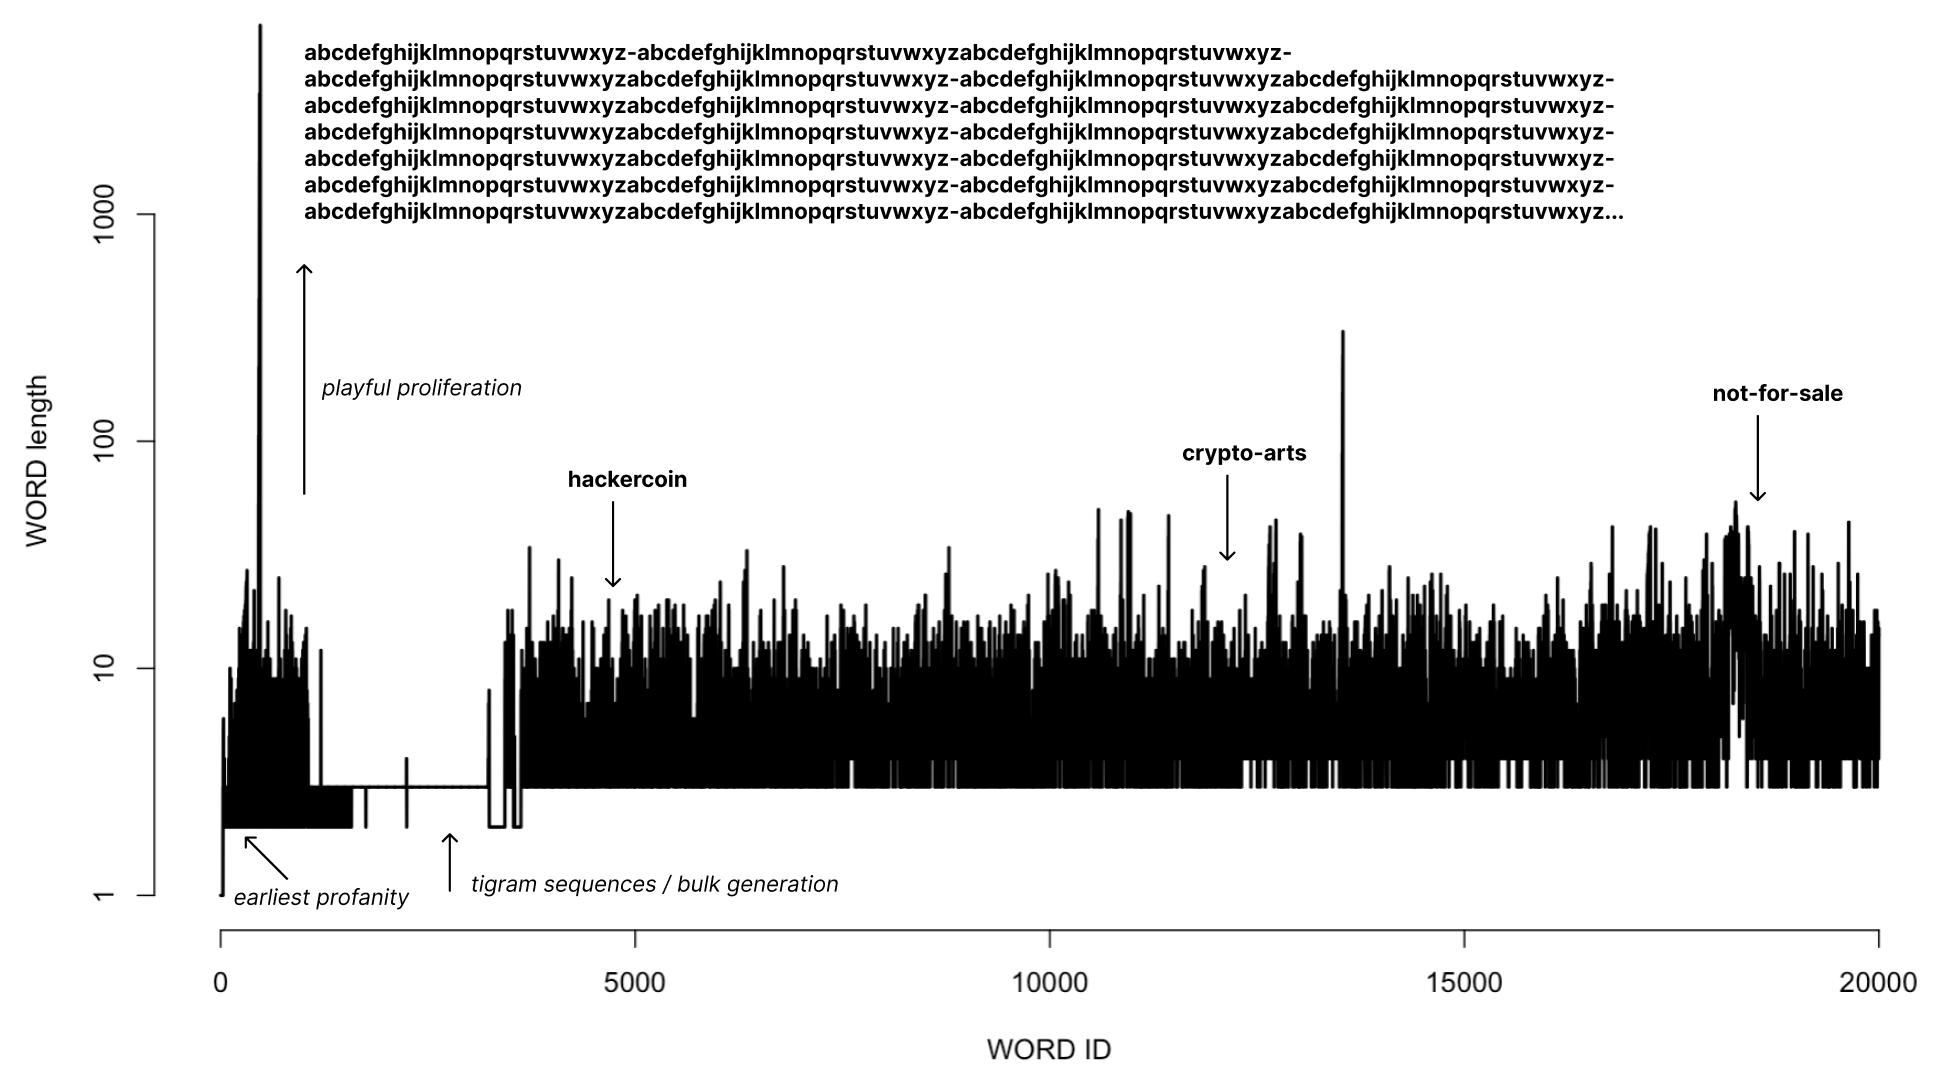 abcdefghijklmnopqrstuvwxyz-abcdefghijklmnopqrstuvwxyzabcdefghijklmnopqrstuvwxyz-
abcdefghijklmnopqrstuvwxyzabcdefghijklmnopqrstuvwxyz-abcdefghijklmnopqrstuvwxyzabcdefghijklmnopqrstuvwxyz-
abcdefghijklmnopqrstuvwxyzabcdefghijklmnopqrstuvwxyz-abcdefghijklmnopqrstuvwxyzabcdefghijklmnopqrstuvwxyz-
abcdefghijklmnopqrstuvwxyzabcdefghijklmnopqrstuvwxyz-abcdefghijklmnopqrstuvwxyzabcdefghijklmnopqrstuvwxyz-
abcdefghijklmnopqrstuvwxyzabcdefghijklmnopqrstuvwxyz-abcdefghijklmnopqrstuvwxyzabcdefghijklmnopqrstuvwxyz-
abcdefghijklmnopqrstuvwxyzabcdefghijklmnopqrstuvwxyz-abcdefghijklmnopqrstuvwxyzabcdefghijklmnopqrstuvwxyz-
abcdefghijklmnopqrstuvwxyzabcdefghijklmnopqrstuvwxyz-abcdefghijklmnopqrstuvwxyzabcdefghijklmnopqrstuvwxyz...
playful proliferation
hackercoin
crypto-arts
not-for-sale
earliest profanity
tigram sequences / bulk generation
WORD length
1000
100
10
1
0
5000
10000
15000
20000
WORD ID